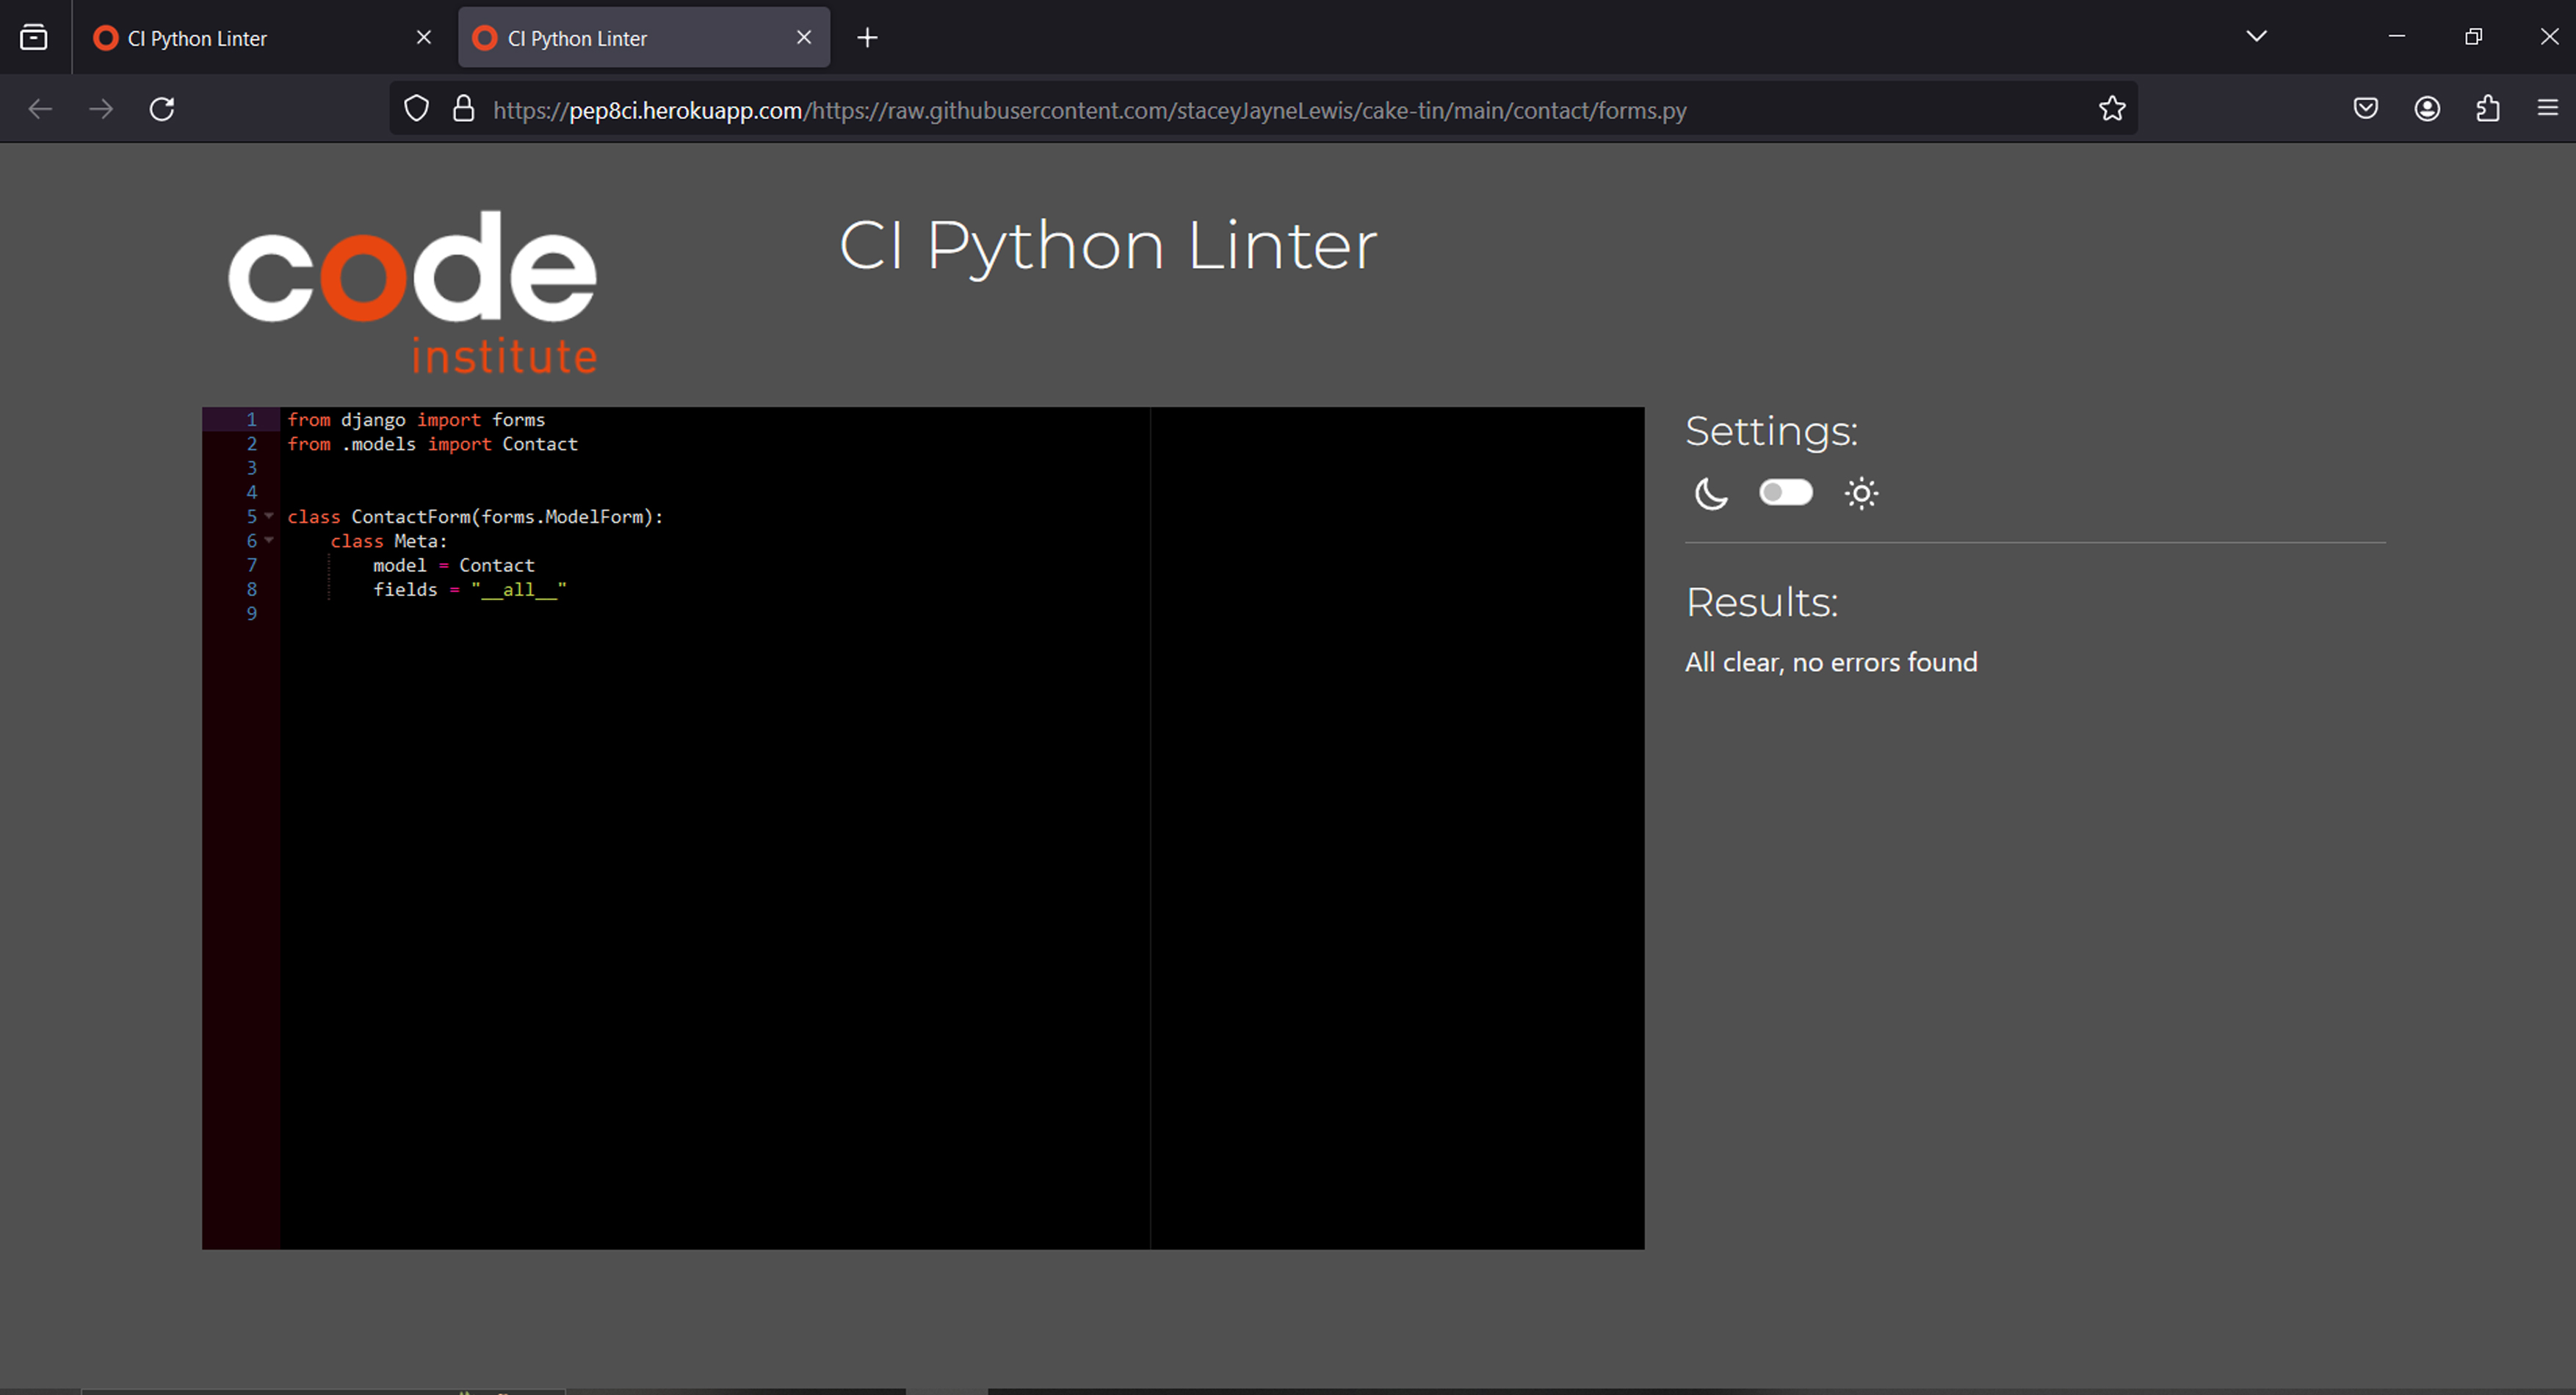 CI Python Linter
CI Python Linter
https://pep8ci.herokuapp.com/https://raw.githubusercontent.com/staceyJayneLewis/cake-tin/main/contact/forms.py
code
institute
CI Python Linter
1 from django import forms
2 from .models import Contact
3
4
5 class ContactForm(forms.ModelForm):
6     class Meta:
7         model = Contact
8         fields = "__all__"
9
Settings:
Results:
All clear, no errors found